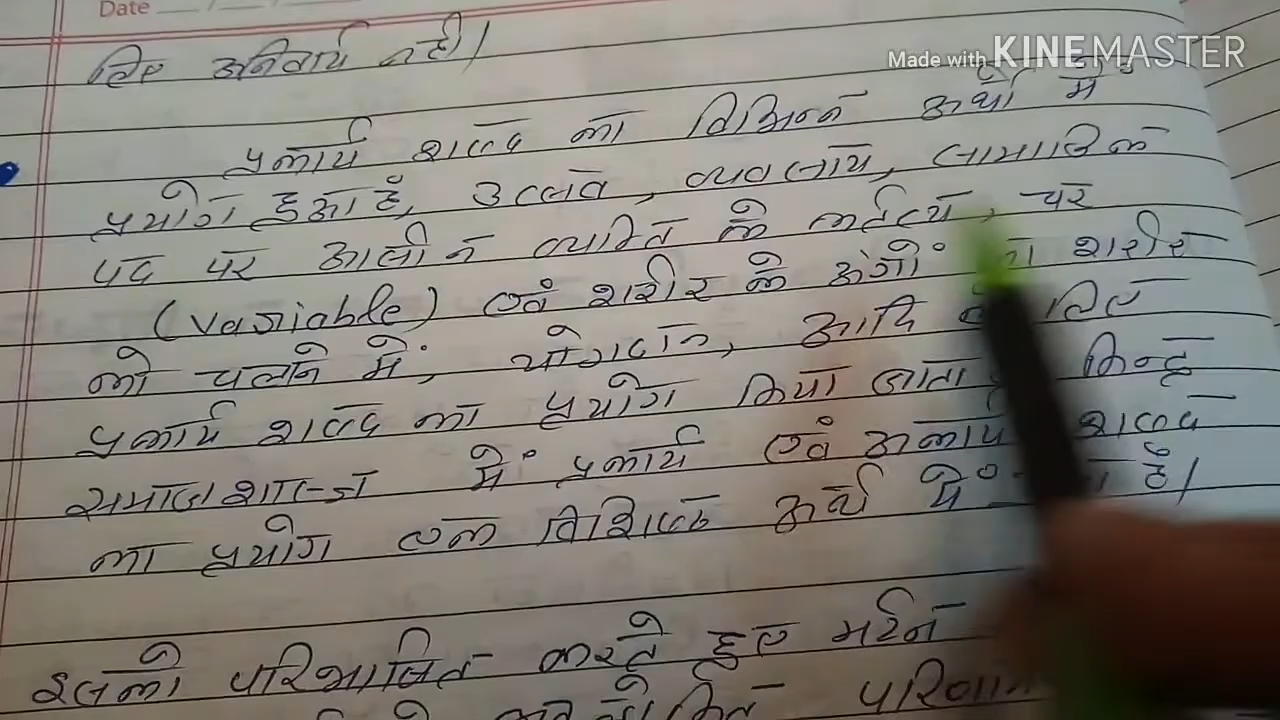 Date
Made with KINEMASTER
लिए अनिवार्य नही।
प्रकार्य शब्द का विभिन्न अर्थो में
प्रयोग हुआ है, उत्सव, व्यवसाय, सामाजिक
पद पर आसीन व्यक्ति के कर्तव्य, चर
(variable) एवं शरीर के अंगों का शरीर
को चलने में, योगदान, आदि के लिए
प्रकार्य शब्द का प्रयोग किया जाता है किन्तु
समाजशास्त्र में प्रकार्य एवं अकार्य शब्द
का प्रयोग एक विशिष्ट अर्थ में है।
इसको परिभाषित करते हुए मर्टन